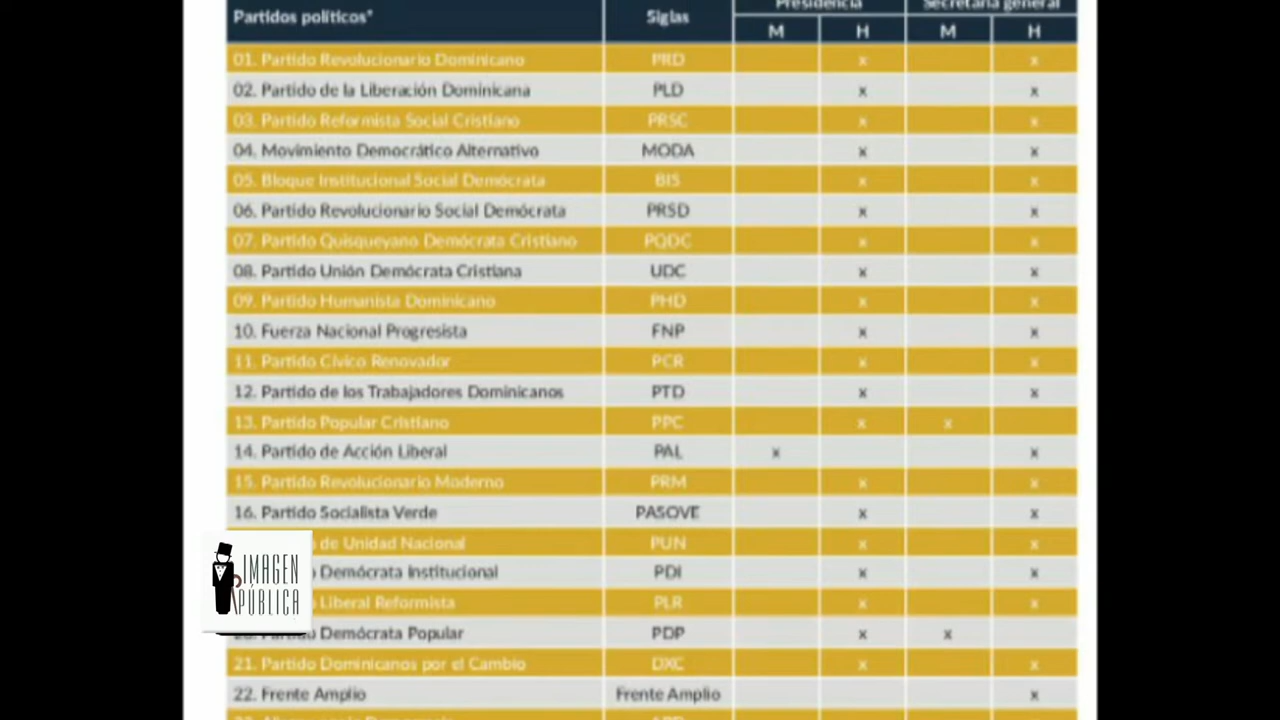 Presidencia Secretaría general
Partidos políticos* Siglas M H M H
01. Partido Revolucionario Dominicano PRD x x
02. Partido de la Liberación Dominicana PLD x x
03. Partido Reformista Social Cristiano PRSC x x
04. Movimiento Democrático Alternativo MODA x x
05. Bloque Institucional Social Demócrata BIS x x
06. Partido Revolucionario Social Demócrata PRSD x x
07. Partido Quisqueyano Demócrata Cristiano PQDC x x
08. Partido Unión Demócrata Cristiana UDC x x
09. Partido Humanista Dominicano PHD x x
10. Fuerza Nacional Progresista FNP x x
11. Partido Cívico Renovador PCR x x
12. Partido de los Trabajadores Dominicanos PTD x x
13. Partido Popular Cristiano PPC x x
14. Partido de Acción Liberal PAL x x
15. Partido Revolucionario Moderno PRM x x
16. Partido Socialista Verde PASOVE x x
de Unidad Nacional PUN x x
Demócrata Institucional PDI x x
Liberal Reformista PLR x x
Partido Demócrata Popular PDP x x
21. Partido Dominicanos por el Cambio DXC x x
22. Frente Amplio Frente Amplio x
IMAGEN
PÚBLICA